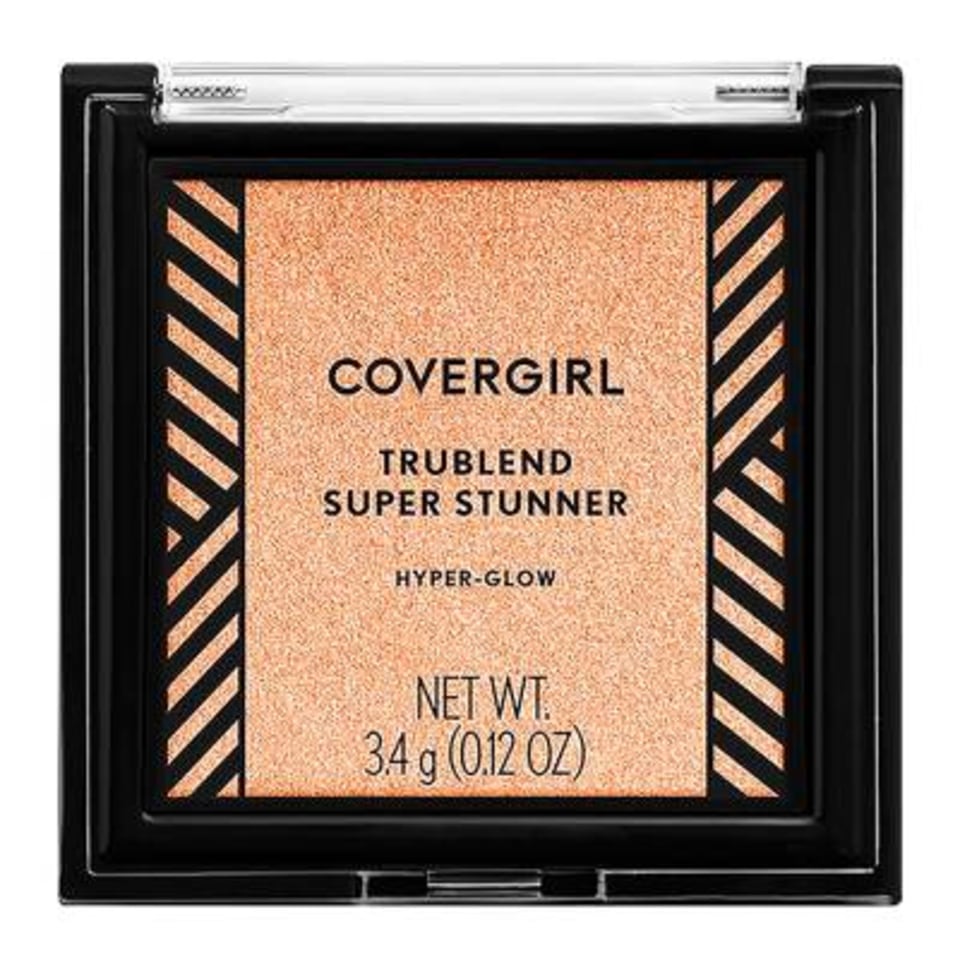 COVERGIRL
TRUBLEND
SUPER STUNNER
HYPER-GLOW
NET WT.
3.4 g (0.12 OZ)